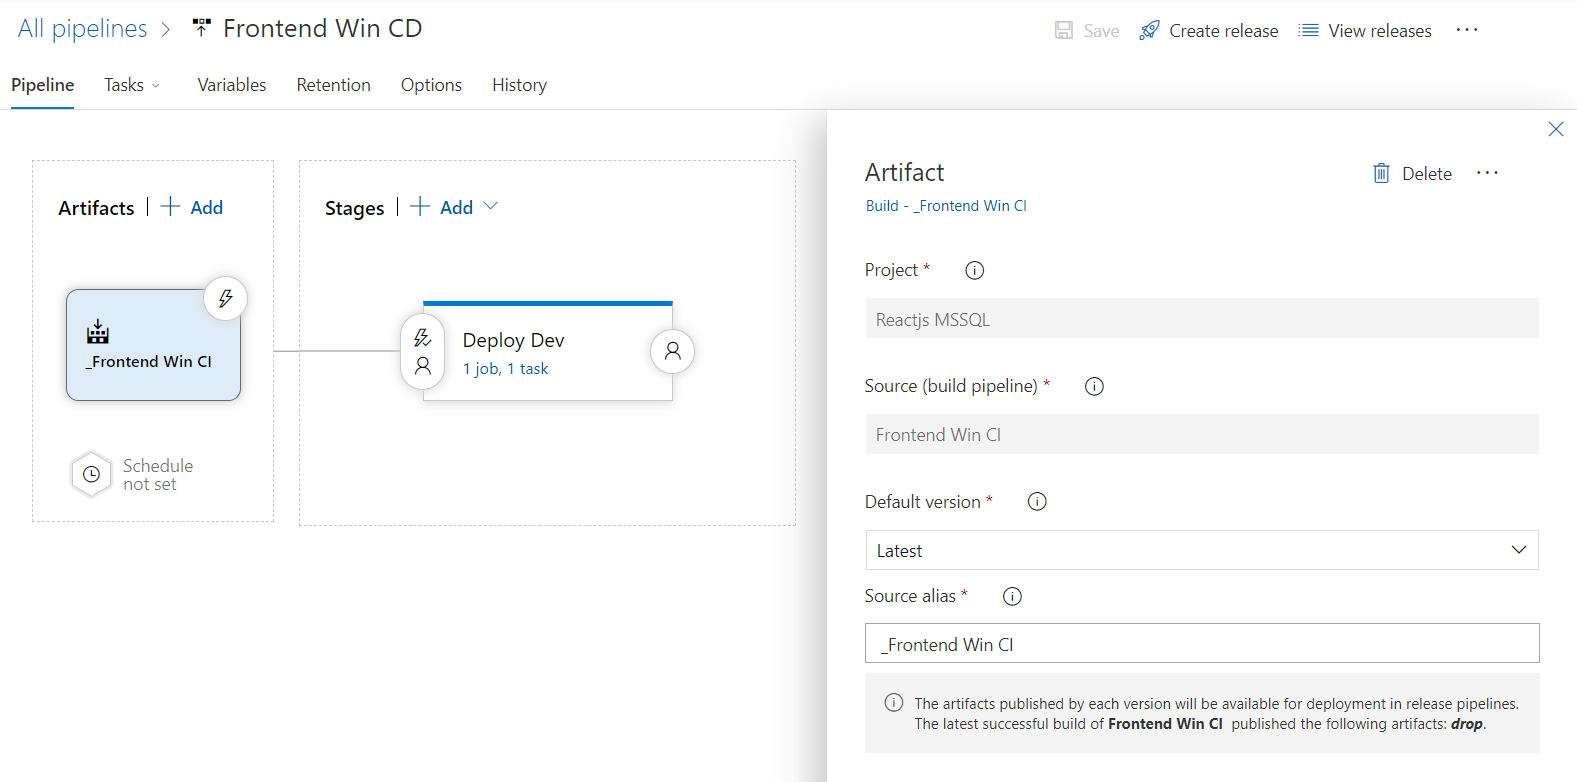 All pipelines > Frontend Win CD
Save Create release View releases ...
Pipeline Tasks Variables Retention Options History
Artifacts | + Add
Stages | + Add
_Frontend Win CI
Schedule
not set
Deploy Dev
1 job, 1 task
Artifact
Delete ...
Build - _Frontend Win CI
Project *
Reactjs MSSQL
Source (build pipeline) *
Frontend Win CI
Default version *
Latest
Source alias *
_Frontend Win CI
The artifacts published by each version will be available for deployment in release pipelines.
The latest successful build of Frontend Win CI published the following artifacts: drop.